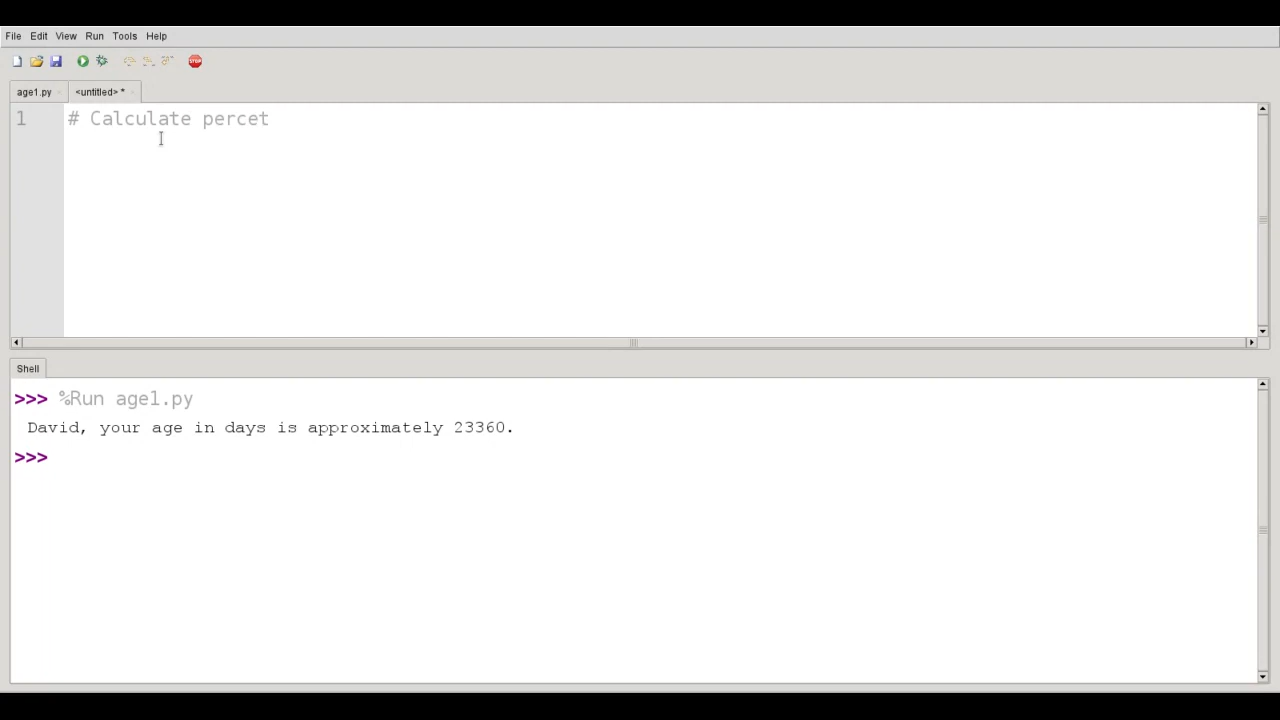 File Edit View Run Tools Help
STOP
age1.py <untitled> *
1 # Calculate percet
Shell
>>> %Run age1.py
David, your age in days is approximately 23360.
>>>